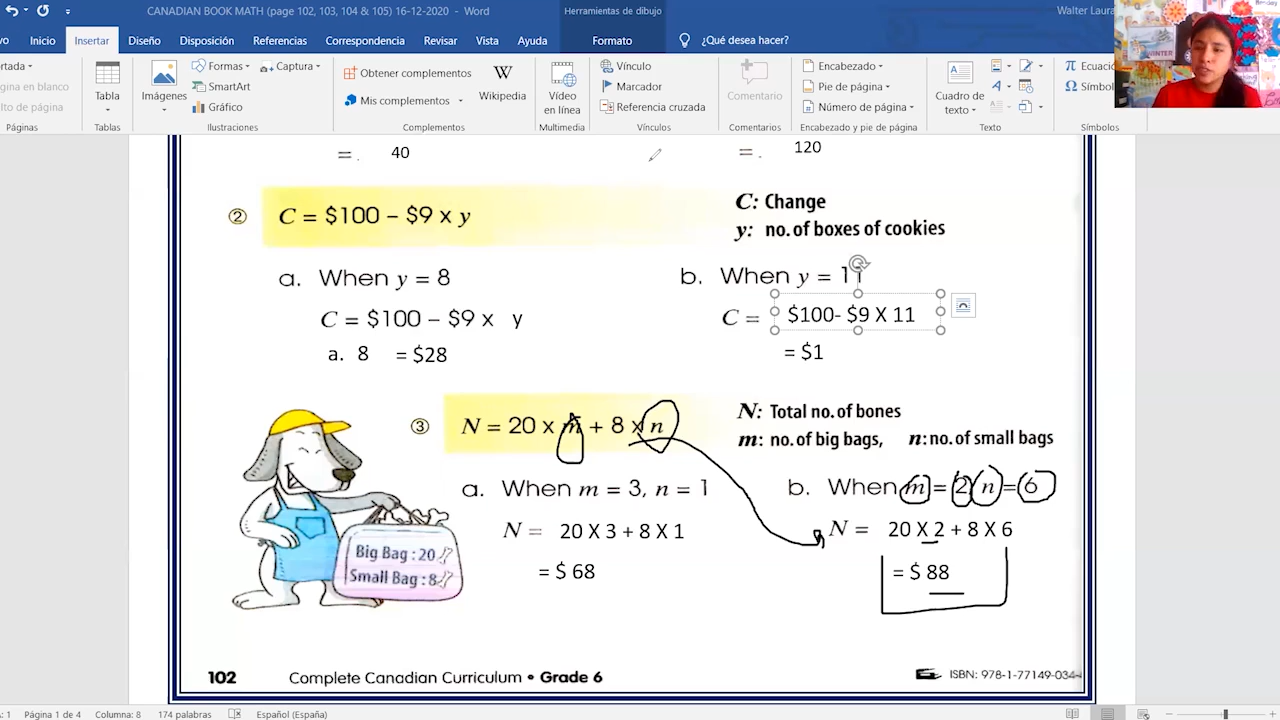 CANADIAN BOOK MATH (page 102, 103, 104 & 105) 16-12-2020 - Word
Herramientas de dibujo
Walter Laura
Inicio Insertar Diseño Disposición Referencias Correspondencia Revisar Vista Ayuda Formato ¿Qué desea hacer?
Tabla
Imágenes
Formas
SmartArt
Gráfico
Captura
Obtener complementos
Mis complementos
Wikipedia
Vídeo en línea
Vínculo
Marcador
Referencia cruzada
Comentario
Encabezado
Pie de página
Número de página
Cuadro de texto
Páginas Tablas Ilustraciones Complementos Multimedia Vínculos Comentarios Encabezado y pie de página Texto Símbolos
= . 40
= . 120
② C = $100 – $9 x y
C: Change
y: no. of boxes of cookies
a. When y = 8
C = $100 – $9 x y
a. 8 = $28
b. When y = 11
C = $100- $9 X 11
= $1
③ N = 20 x m + 8 x n
N: Total no. of bones
m: no. of big bags, n: no. of small bags
a. When m = 3, n = 1
N = 20 X 3 + 8 X 1
= $ 68
b. When m = 2 n = 6
N = 20 X 2 + 8 X 6
= $ 88
Big Bag : 20
Small Bag : 8
102 Complete Canadian Curriculum • Grade 6
ISBN: 978-1-77149-034-
Página 1 de 4 Columna: 8 174 palabras Español (España)
WINTER